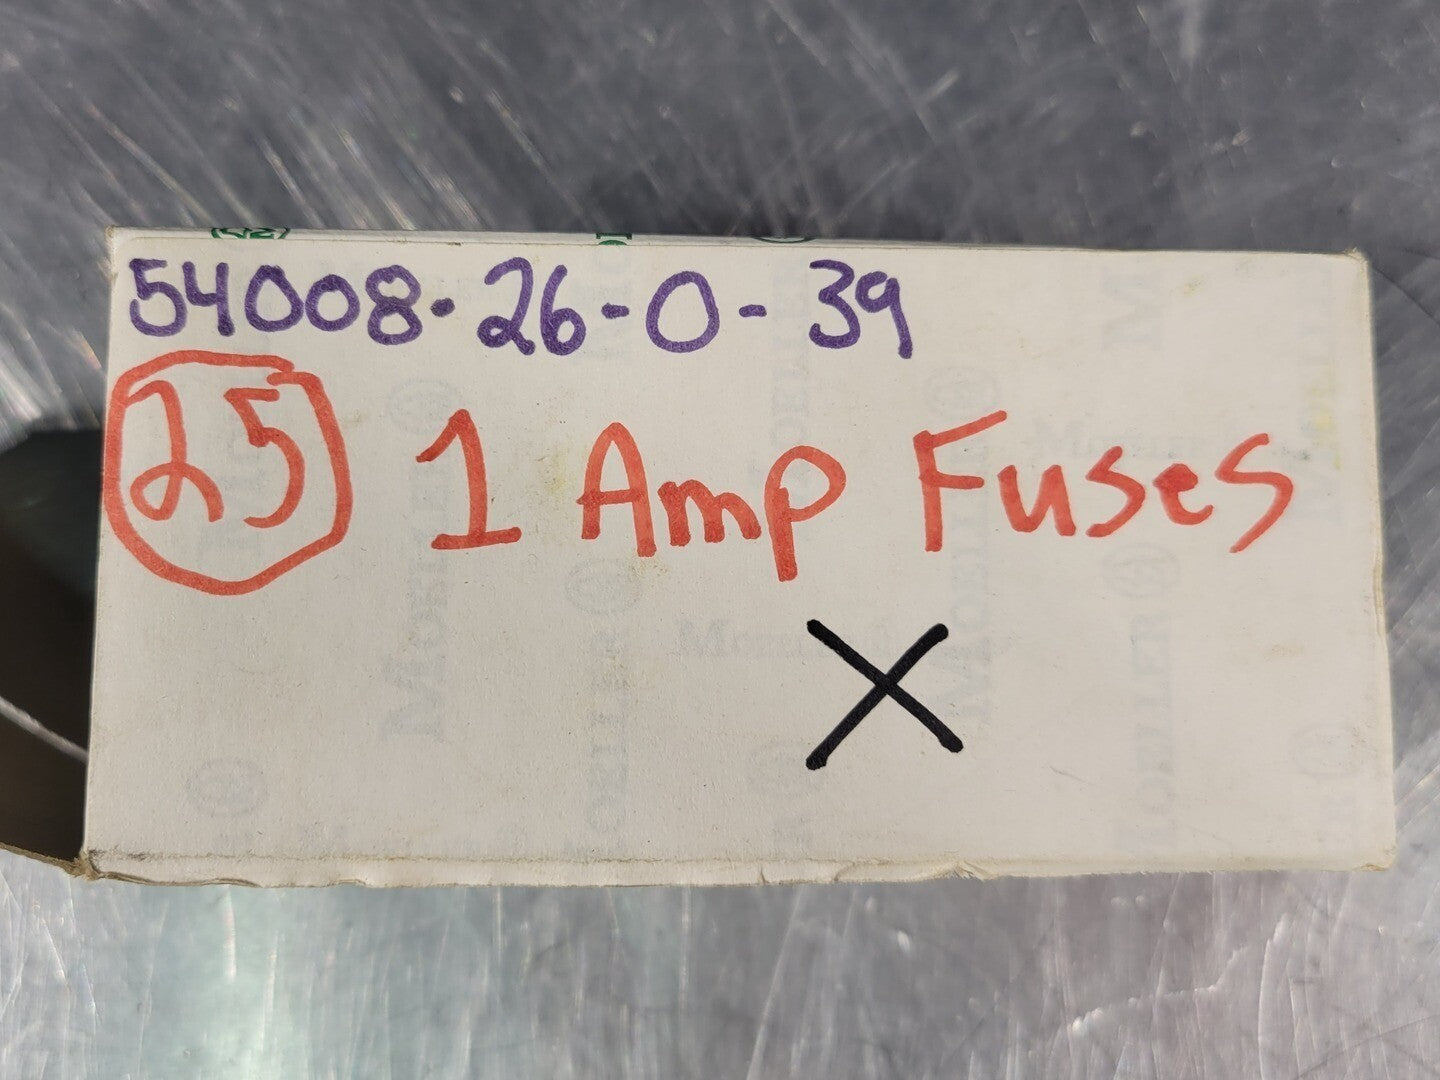 54008-26-0-39
25 1 Amp Fuses
X